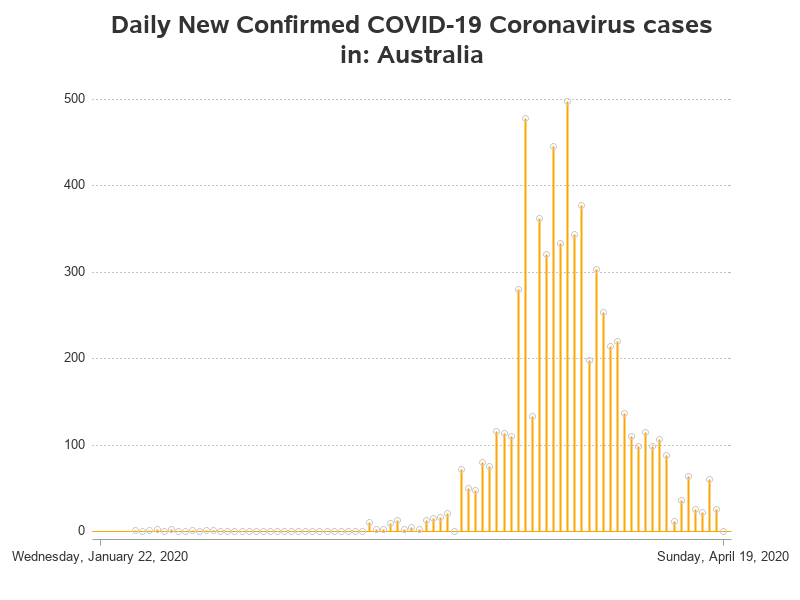 Daily New Confirmed COVID-19 Coronavirus cases
in: Australia
500
400
300
200
100
0
Wednesday, January 22, 2020
Sunday, April 19, 2020